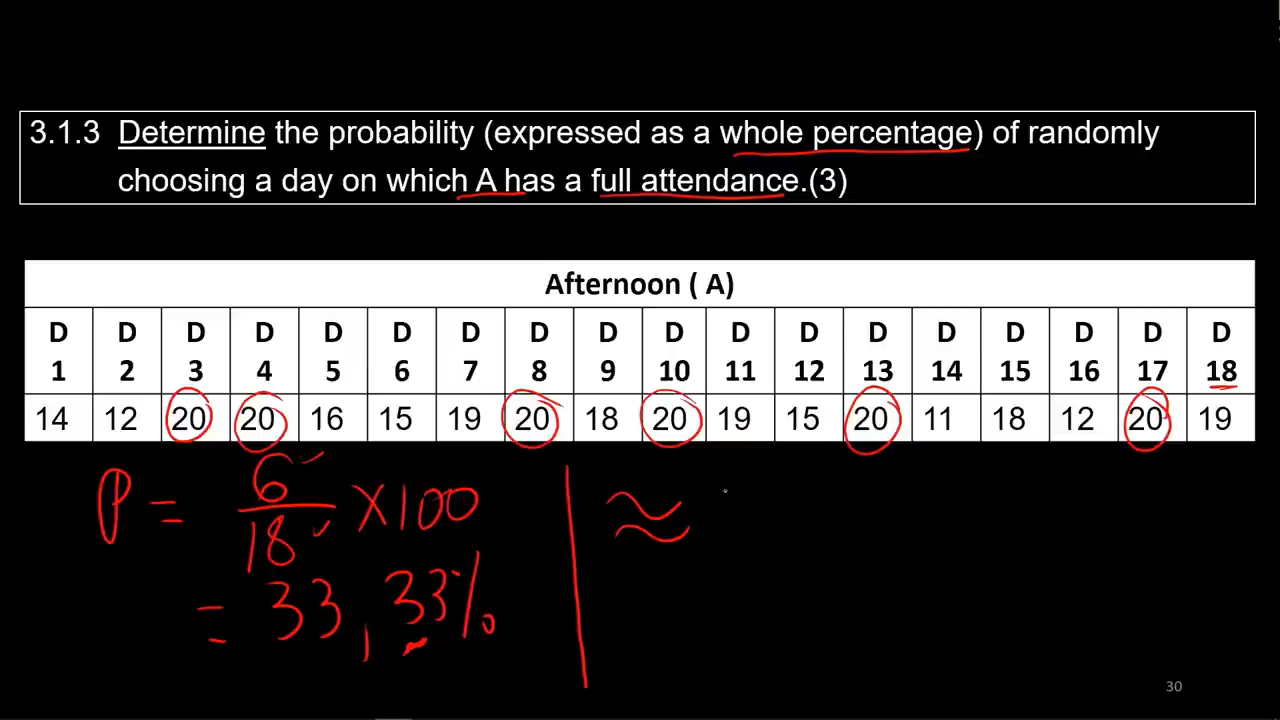 3.1.3 Determine the probability (expressed as a whole percentage) of randomly
choosing a day on which A has a full attendance.(3)
Afternoon ( A)
D D D D D D D D D D D D D D D D D D
1 2 3 4 5 6 7 8 9 10 11 12 13 14 15 16 17 18
14 12 20 20 16 15 19 20 18 20 19 15 20 11 18 12 20 19
P = 6/18 X100 ≈
= 33,33%
30